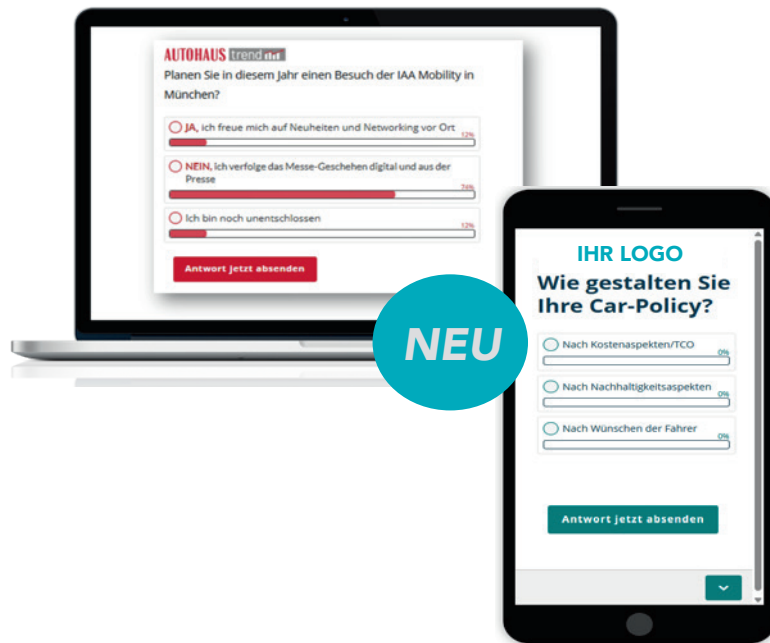 AUTOHAUS trend
Planen Sie in diesem Jahr einen Besuch der IAA Mobility in
München?
JA, ich freue mich auf Neuheiten und Networking vor Ort
12%
NEIN, Ich verfolge das Messe-Geschehen digital und aus der
Presse
74%
Ich bin noch unentschlossen
12%
Antwort jetzt absenden
NEU
IHR LOGO
Wie gestalten Sie
Ihre Car-Policy?
Nach Kostenaspekten/TCO
0%
Nach Nachhaltigkeitsaspekten
0%
Nach Wünschen der Fahrer
0%
Antwort jetzt absenden